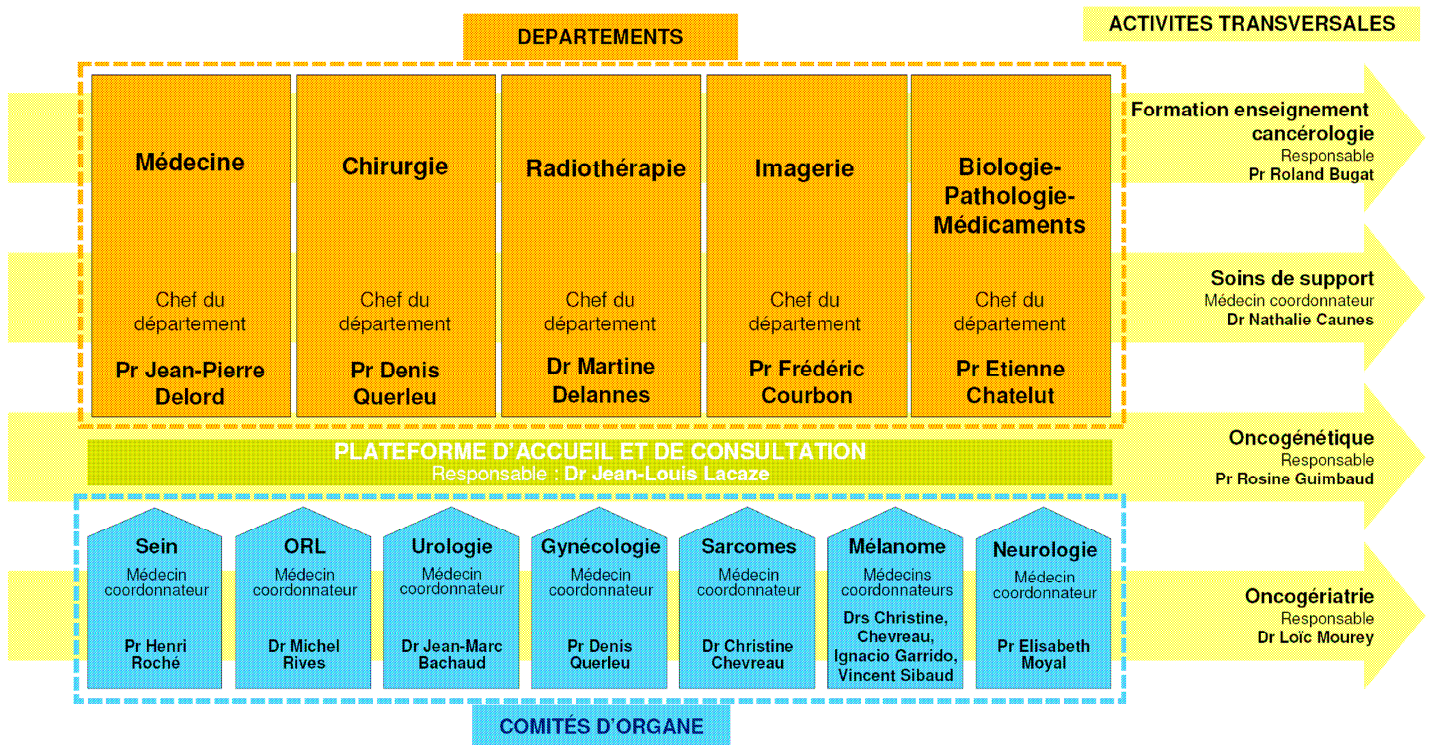 DEPARTEMENTS
ACTIVITES TRANSVERSALES
Médecine
Chef du
département
Pr Jean-Pierre
Delord
Chirurgie
Chef du
département
Pr Denis
Querleu
Radiothérapie
Chef du
département
Dr Martine
Delannes
Imagerie
Chef du
département
Pr Frédéric
Courbon
Biologie-
Pathologie-
Médicaments
Chef du
département
Pr Etienne
Chatelut
Formation enseignement
cancérologie
Responsable
Pr Roland Bugat
Soins de support
Médecin coordonnateur
Dr Nathalie Caunes
Oncogénétique
Responsable
Pr Rosine Guimbaud
Oncogériatrie
Responsable
Dr Loïc Mourey
PLATEFORME D'ACCUEIL ET DE CONSULTATION
Responsable : Dr Jean-Louis Lacaze
Sein
Médecin
coordonnateur
Pr Henri
Roché
ORL
Médecin
coordonnateur
Dr Michel
Rives
Urologie
Médecin
coordonnateur
Dr Jean-Marc
Bachaud
Gynécologie
Médecin
coordonnateur
Pr Denis
Querleu
Sarcomes
Médecin
coordonnateur
Dr Christine
Chevreau
Mélanome
Médecins
coordonnateurs
Drs Christine,
Chevreau,
Ignacio Garrido,
Vincent Sibaud
Neurologie
Médecin
coordonnateur
Pr Elisabeth
Moyal
COMITÉS D'ORGANE